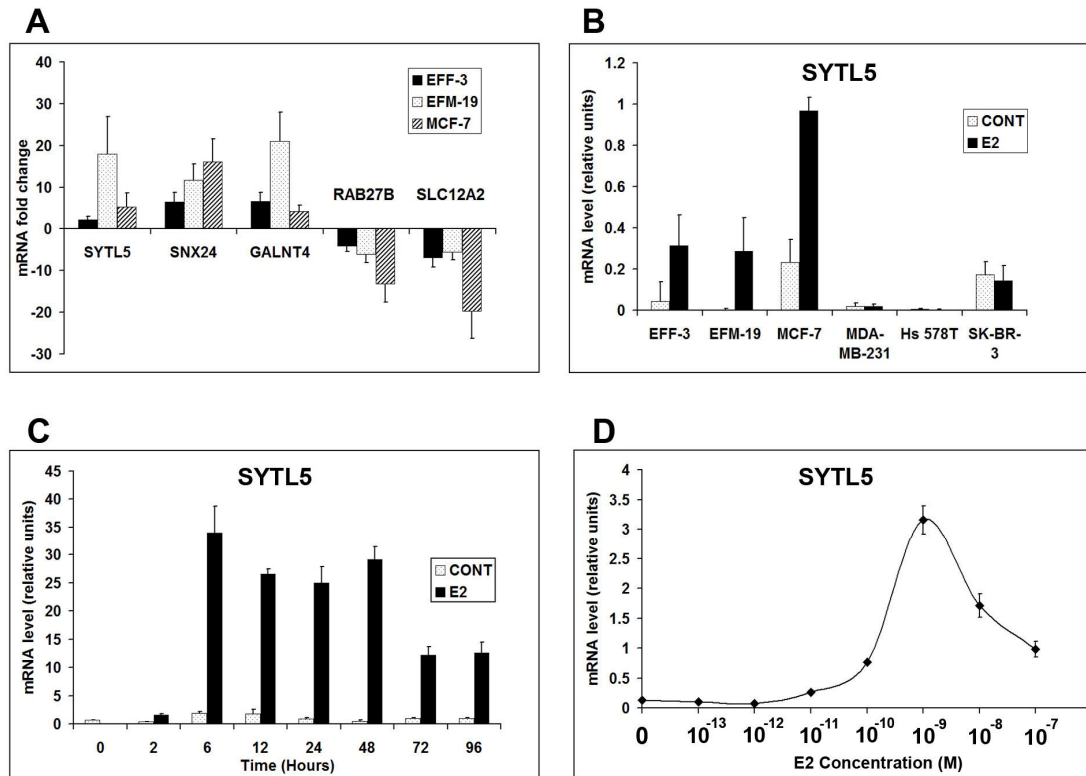 A
mRNA fold change
40
30
20
10
0
-10
-20
-30
EFF-3
EFM-19
MCF-7
RAB27B
SLC12A2
SYTL5
SNX24
GALNT4
B
SYTL5
mRNA level (relative units)
1.2
1
0.8
0.6
0.4
0.2
0
CONT
E2
EFF-3
EFM-19
MCF-7
MDA-
MB-231
Hs 578T
SK-BR-
3
C
SYTL5
mRNA level (relative units)
45
40
35
30
25
20
15
10
5
0
CONT
E2
0
2
6
12
24
48
72
96
Time (Hours)
D
SYTL5
mRNA level (relative units)
4
3.5
3
2.5
2
1.5
1
0.5
0
0
10⁻¹³
10⁻¹²
10⁻¹¹
10⁻¹⁰
10⁻⁹
10⁻⁸
10⁻⁷
E2 Concentration (M)